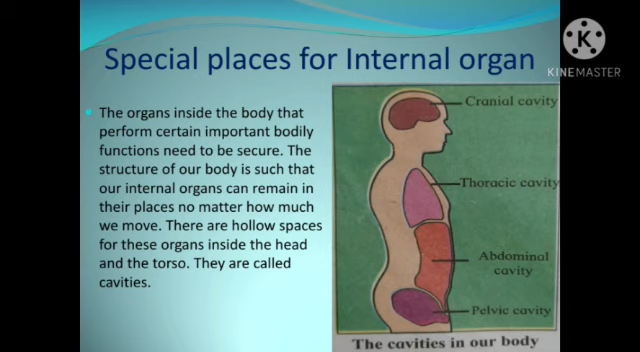 Special places for Internal organ
KINEMASTER
The organs inside the body that
perform certain important bodily
functions need to be secure. The
structure of our body is such that
our internal organs can remain in
their places no matter how much
we move. There are hollow spaces
for these organs inside the head
and the torso. They are called
cavities.
Cranial cavity
Thoracic cavity
Abdominal
cavity
Pelvic cavity
The cavities in our body